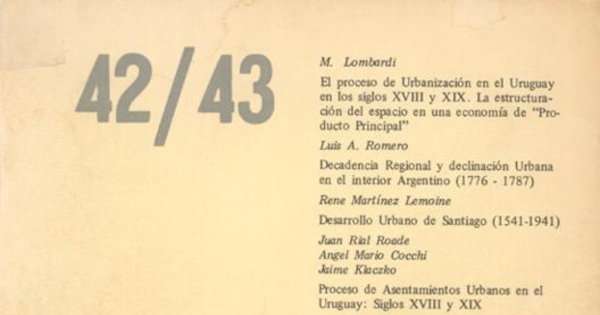 42/43
M. Lombardi
El proceso de Urbanización en el Uruguay
en los siglos XVIII y XIX. La estructura-
ción del espacio en una economía de "Pro-
ducto Principal"
Luis A. Romero
Decadencia Regional y declinación Urbana
en el interior Argentino (1776 - 1787)
Rene Martínez Lemoine
Desarrollo Urbano de Santiago (1541-1941)
Juan Rial Roade
Angel Mario Cocchi
Jaime Klaczko
Proceso de Asentamientos Urbanos en el
Uruguay: Siglos XVIII y XIX